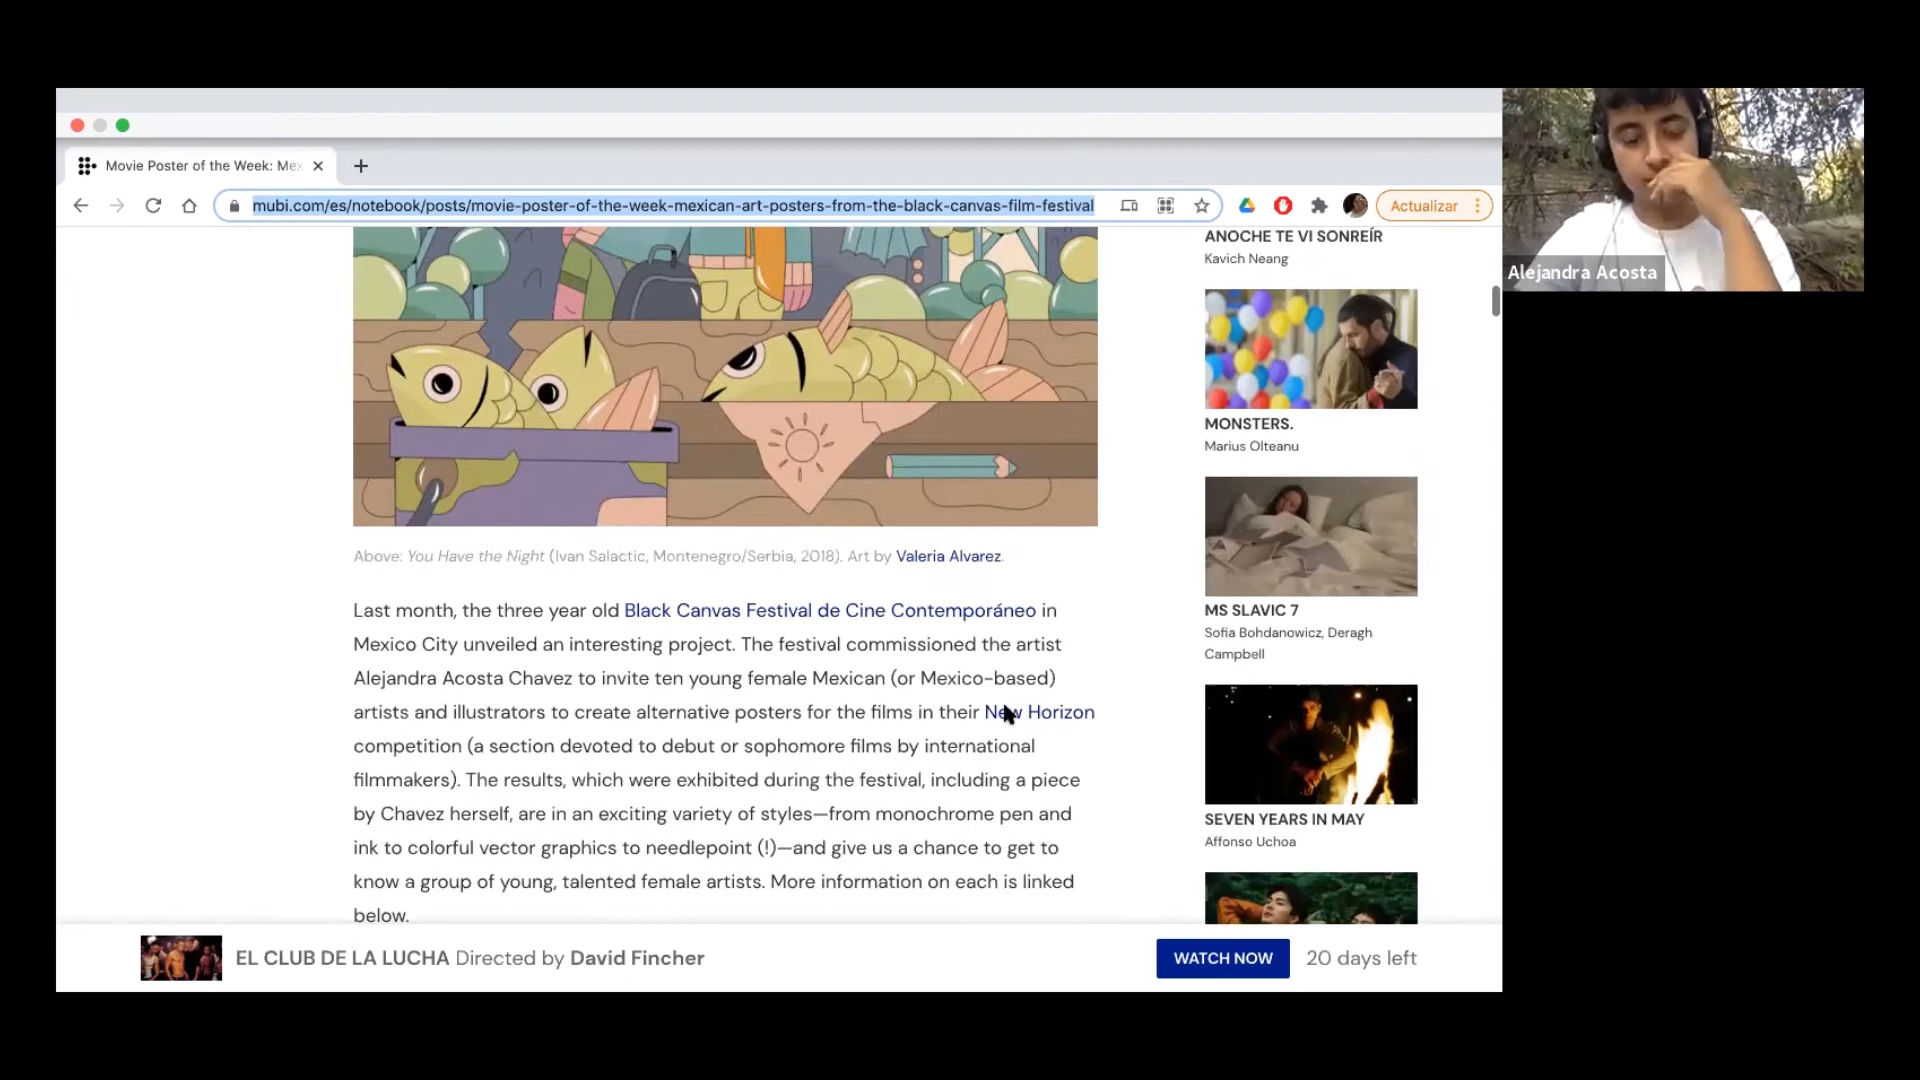 Movie Poster of the Week: Mex
mubi.com/es/notebook/posts/movie-poster-of-the-week-mexican-art-posters-from-the-black-canvas-film-festival
Actualizar
Alejandra Acosta
Above: You Have the Night (Ivan Salactic, Montenegro/Serbia, 2018). Art by Valeria Alvarez.
Last month, the three year old Black Canvas Festival de Cine Contemporáneo in
Mexico City unveiled an interesting project. The festival commissioned the artist
Alejandra Acosta Chavez to invite ten young female Mexican (or Mexico-based)
artists and illustrators to create alternative posters for the films in their New Horizon
competition (a section devoted to debut or sophomore films by international
filmmakers). The results, which were exhibited during the festival, including a piece
by Chavez herself, are in an exciting variety of styles—from monochrome pen and
ink to colorful vector graphics to needlepoint (!)—and give us a chance to get to
know a group of young, talented female artists. More information on each is linked
below.
ANOCHE TE VI SONREÍR
Kavich Neang
MONSTERS.
Marius Olteanu
MS SLAVIC 7
Sofia Bohdanowicz, Deragh
Campbell
SEVEN YEARS IN MAY
Affonso Uchoa
EL CLUB DE LA LUCHA Directed by David Fincher
WATCH NOW
20 days left